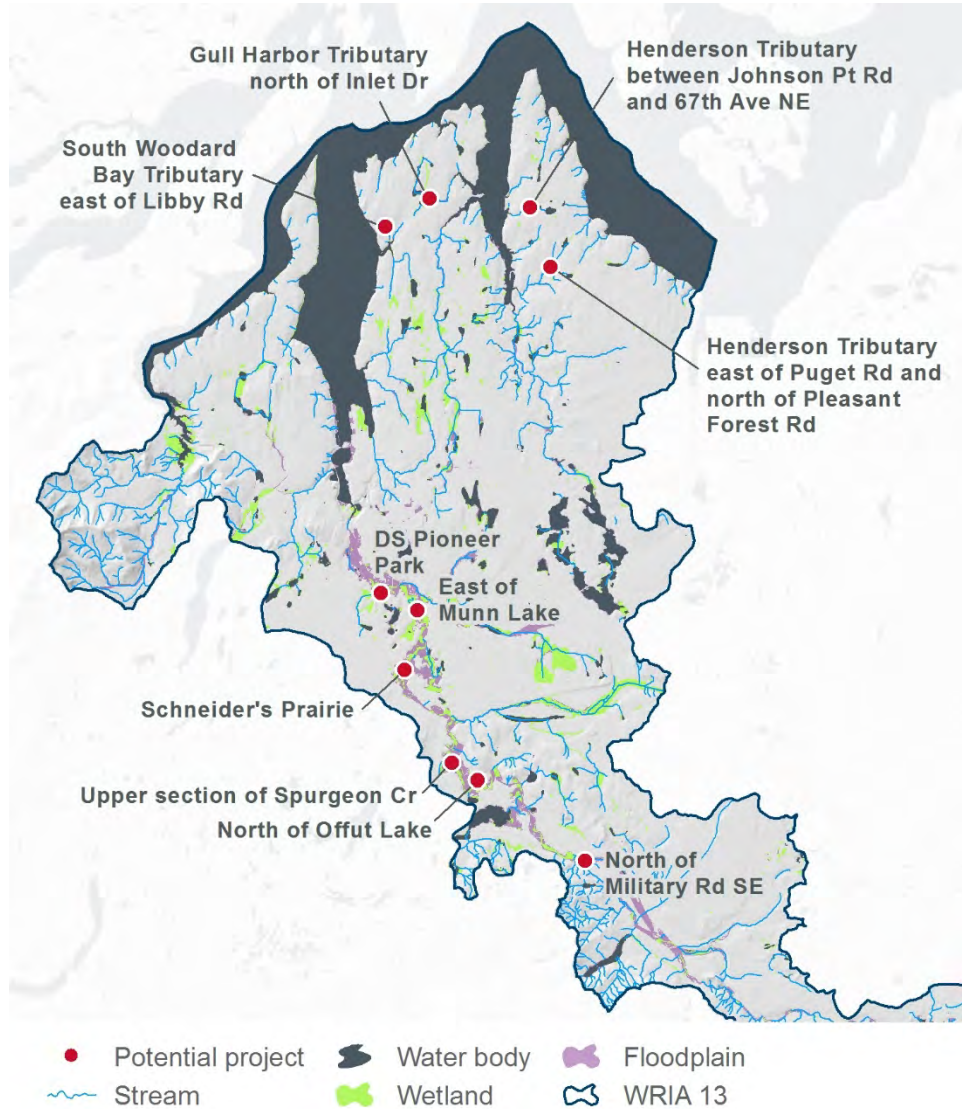 Gull Harbor Tributary
north of Inlet Dr
Henderson Tributary
between Johnson Pt Rd
and 67th Ave NE
South Woodard
Bay Tributary
east of Libby Rd
Henderson Tributary
east of Puget Rd and
north of Pleasant
Forest Rd
DS Pioneer
Park
East of
Munn Lake
Schneider's Prairie
Upper section of Spurgeon Cr
North of Offut Lake
North of
Military Rd SE
Potential project
Water body
Floodplain
Stream
Wetland
WRIA 13